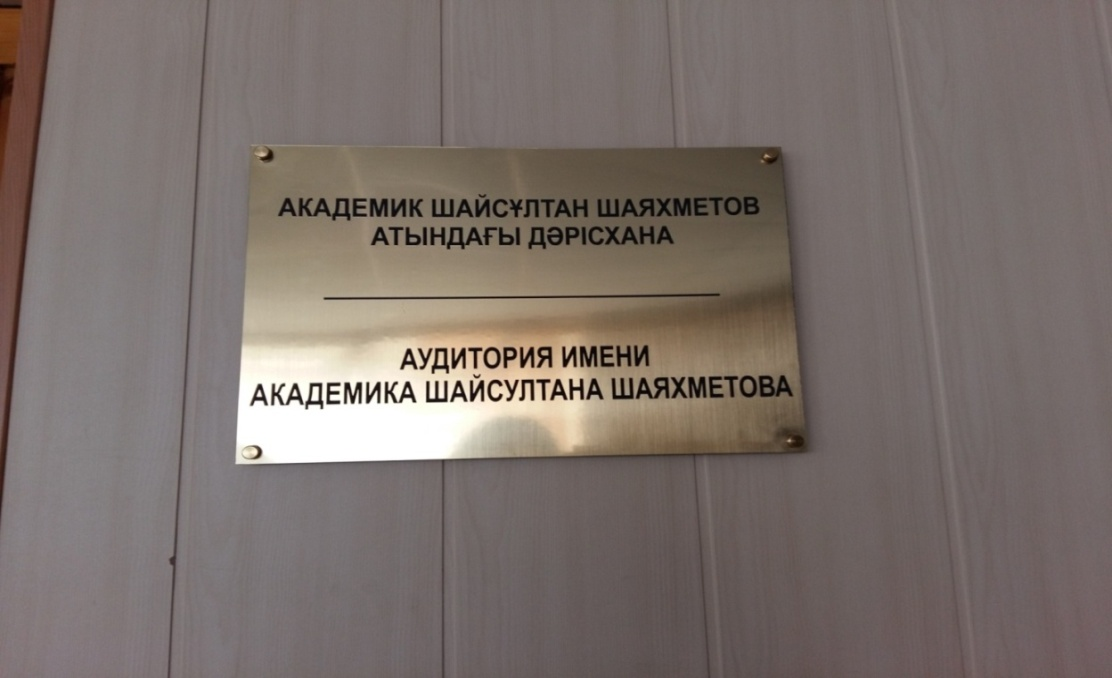 АКАДЕМИК ШАЙСҰЛТАН ШАЯХМЕТОВ
АТЫНДАҒЫ ДӘРІСХАНА
АУДИТОРИЯ ИМЕНИ
АКАДЕМИКА ШАЙСУЛТАНА ШАЯХМЕТОВА